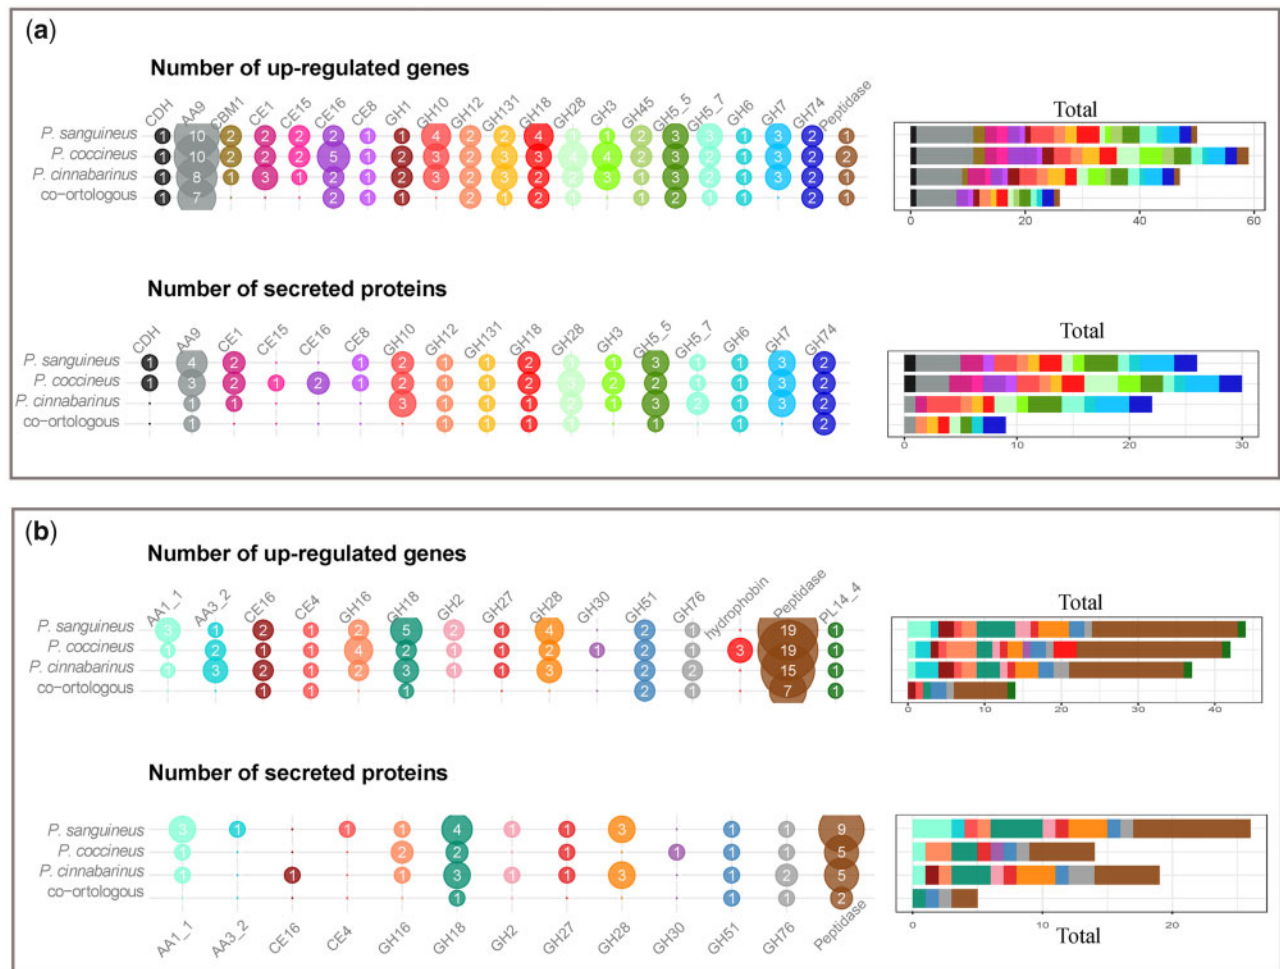 (a)
Number of up-regulated genes
CDH AA9 CBM1 CE1 CE15 CE16 CE8 GH1 GH10 GH12 GH131 GH18 GH28 GH3 GH45 GH5_5 GH5_7 GH6 GH7 GH74 Peptidase
P. sanguineus 1 10 2 2 2 2 1 1 4 2 2 4 1 2 3 3 1 3 2 1
P. coccineus 1 10 2 2 2 5 1 2 3 2 3 3 4 4 2 3 2 1 3 2 2
P. cinnabarinus 1 8 1 3 1 2 1 2 3 2 3 2 2 3 1 3 2 1 3 2 1
co-ortologous 1 7 2 1 1 2 1 2 1 1 2 1 1 2 1
Total
0 20 40 60
Number of secreted proteins
CDH AA9 CE1 CE15 CE16 CE8 GH10 GH12 GH131 GH18 GH28 GH3 GH5_5 GH5_7 GH6 GH7 GH74
P. sanguineus 1 4 2 1 2 1 1 2 1 3 1 1 3 2
P. coccineus 1 3 2 1 2 1 2 1 1 2 3 2 2 1 1 3 2
P. cinnabarinus 1 1 3 1 1 1 2 1 3 2 1 3 2
co-ortologous 1 1 1 1 1 1 1 2
Total
0 10 20 30
(b)
Number of up-regulated genes
AA1_1 AA3_2 CE16 CE4 GH16 GH18 GH2 GH27 GH28 GH30 GH51 GH76 hydrophobin Peptidase PL14_4
P. sanguineus 3 1 2 1 2 5 2 1 4 2 1 19 1
P. coccineus 1 2 2 1 4 2 1 1 2 1 2 1 3 19 1
P. cinnabarinus 1 3 2 1 2 3 1 1 3 2 2 15 1
co-ortologous 1 1 1 2 1 7 1
Total
0 10 20 30 40
Number of secreted proteins
P. sanguineus 3 1 1 1 4 1 1 3 1 1 9
P. coccineus 1 2 2 1 1 1 1 5
P. cinnabarinus 1 1 1 3 1 1 3 1 2 5
co-ortologous 1 1 1 2
AA1_1 AA3_2 CE16 CE4 GH16 GH18 GH2 GH27 GH28 GH30 GH51 GH76 Peptidase
0 10 20
Total